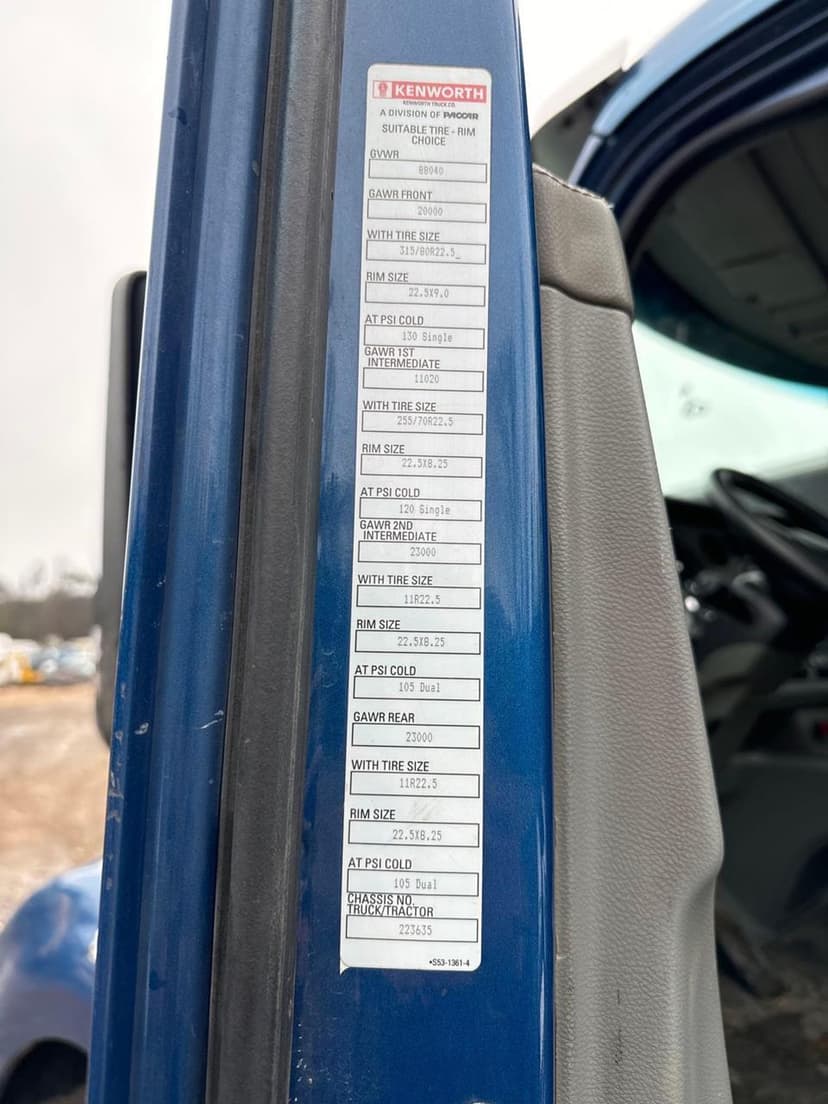 KENWORTH
KENWORTH TRUCK CO.
A DIVISION OF PACCAR
SUITABLE TIRE - RIM
CHOICE
GVWR
88040
GAWR FRONT
20000
WITH TIRE SIZE
315/80R22.5_
RIM SIZE
22.5X9.0
AT PSI COLD
130 Single
GAWR 1ST
INTERMEDIATE
11020
WITH TIRE SIZE
255/70R22.5
RIM SIZE
22.5X8.25
AT PSI COLD
120 Single
GAWR 2ND
INTERMEDIATE
23000
WITH TIRE SIZE
11R22.5
RIM SIZE
22.5X8.25
AT PSI COLD
105 Dual
GAWR REAR
23000
WITH TIRE SIZE
11R22.5
RIM SIZE
22.5X8.25
AT PSI COLD
105 Dual
CHASSIS NO.
TRUCK/TRACTOR
223635
•S53-1361-4